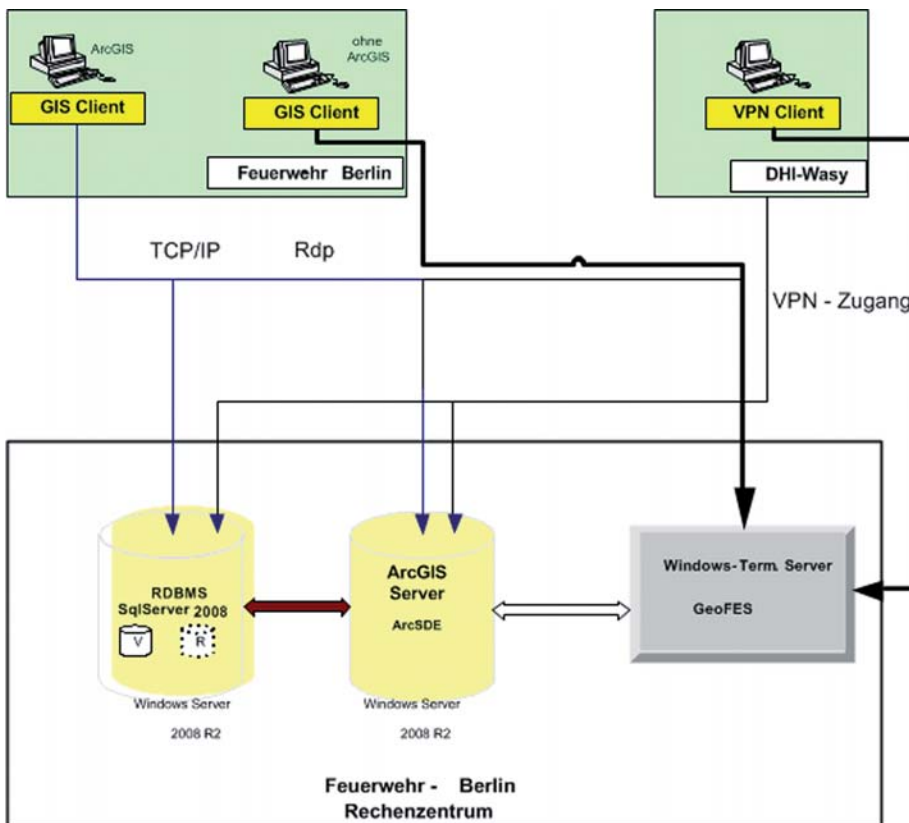 ArcGIS
ohne
ArcGIS
GIS Client
GIS Client
VPN Client
Feuerwehr Berlin
DHI-Wasy
TCP/IP
Rdp
VPN - Zugang
RDBMS
SqlServer 2008
V
R
Windows Server
2008 R2
ArcGIS
Server
ArcSDE
Windows Server
2008 R2
Windows-Term. Server
GeoFES
Feuerwehr - Berlin
Rechenzentrum